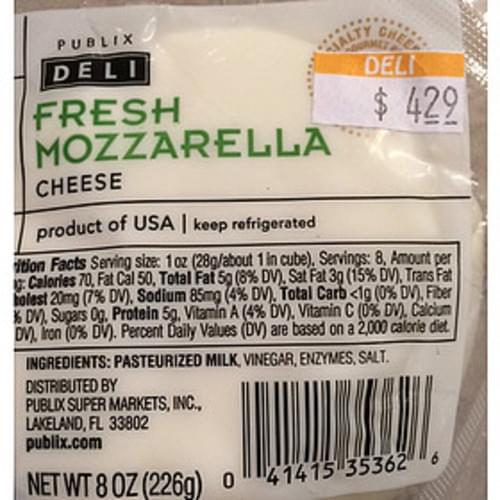 PUBLIX
DELI
FRESH
MOZZARELLA
CHEESE
DELI
$ 429
product of USA | keep refrigerated
Facts Serving size: 1 oz (28g/about 1 in cube), Servings: 8, Amount per
Calories 70, Fat Cal 50, Total Fat 5g (8% DV), Sat Fat 3g (15% DV), Trans Fat
20mg (7% DV), Sodium 85mg (4% DV), Total Carb <1g (0% DV), Fiber
DV), Sugars 0g, Protein 5g, Vitamin A (4% DV), Vitamin C (0% DV), Calcium
DV), Iron (0% DV). Percent Daily Values (DV) are based on a 2,000 calorie diet.
INGREDIENTS: PASTEURIZED MILK, VINEGAR, ENZYMES, SALT.
DISTRIBUTED BY
PUBLIX SUPER MARKETS, INC.,
LAKELAND, FL 33802
publix.com
NET WT 8 OZ (226g)
0 41415 35362 6